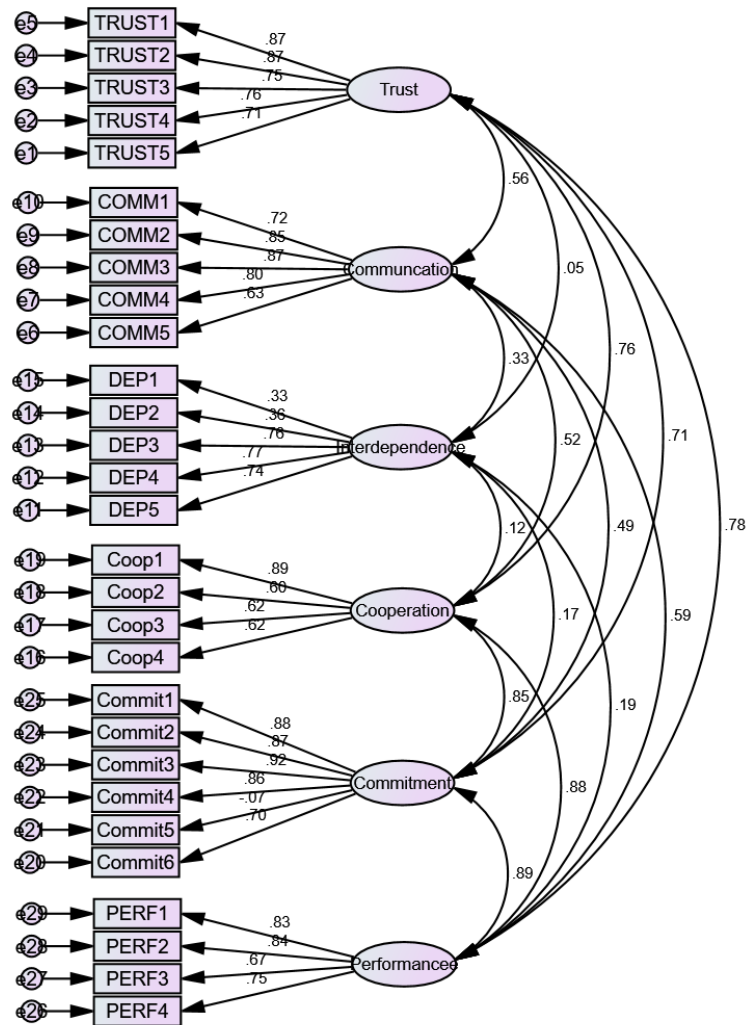 e5 TRUST1
e4 TRUST2
e3 TRUST3
e2 TRUST4
e1 TRUST5
.87
.87
.75
.76
.71
Trust
.56
e10 COMM1
e9 COMM2
e8 COMM3
e7 COMM4
e6 COMM5
.72
.85
.87
.80
.63
Communcation
.05
.33
.76
e15 DEP1
e14 DEP2
e13 DEP3
e12 DEP4
e11 DEP5
.33
.36
.76
.77
.74
Interdependence
.52
.71
.12
.49
.78
e19 Coop1
e18 Coop2
e17 Coop3
e16 Coop4
.89
.60
.62
.62
Cooperation
.17
.59
.85
.19
e25 Commit1
e24 Commit2
e23 Commit3
e22 Commit4
e21 Commit5
e20 Commit6
.88
.87
.92
.86
-.07
.70
Commitment
.88
.89
e29 PERF1
e28 PERF2
e27 PERF3
e26 PERF4
.83
.84
.67
.75
Performancee